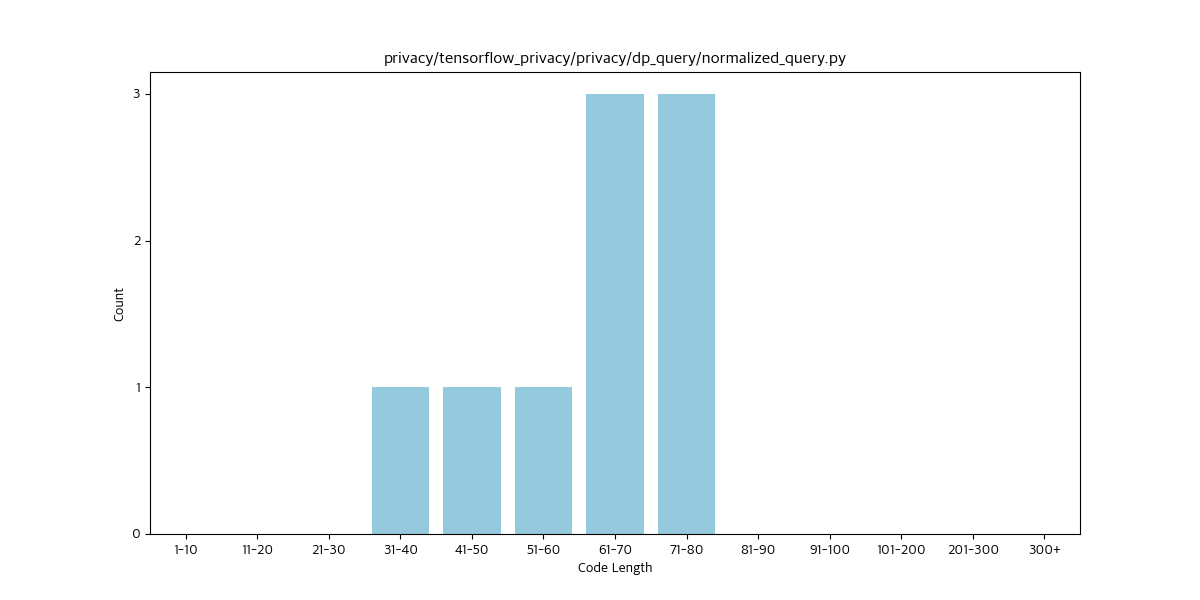 privacy/tensorflow_privacy/privacy/dp_query/normalized_query.py
3
2
1
0
Count
1-10 11-20 21-30 31-40 41-50 51-60 61-70 71-80 81-90 91-100 101-200 201-300 300+
Code Length